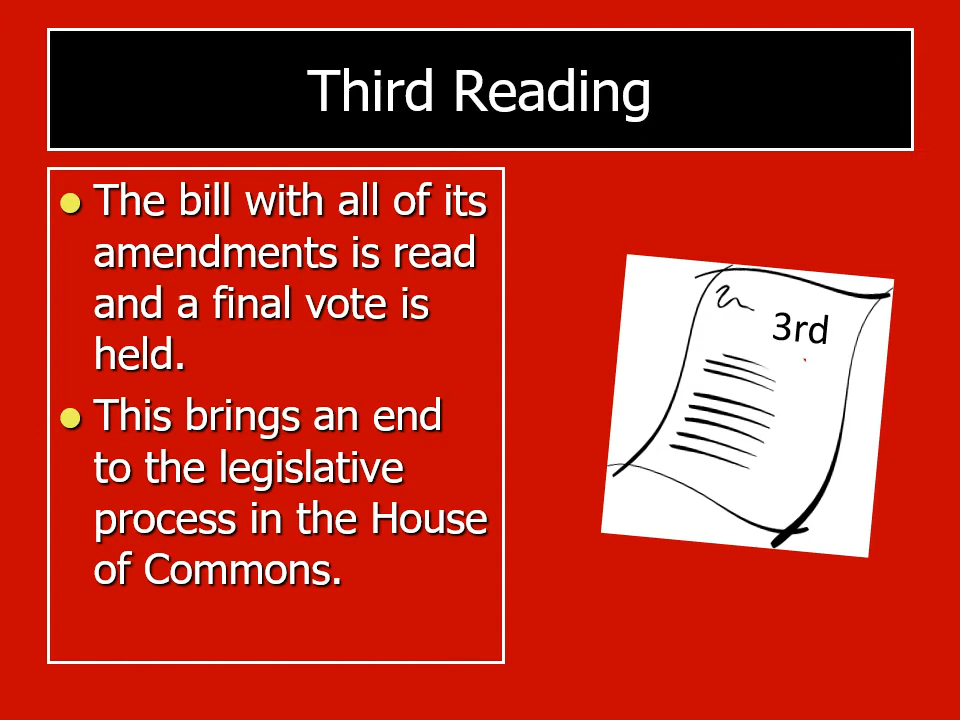 Third Reading
The bill with all of its
amendments is read
and a final vote is
held.
This brings an end
to the legislative
process in the House
of Commons.
3rd